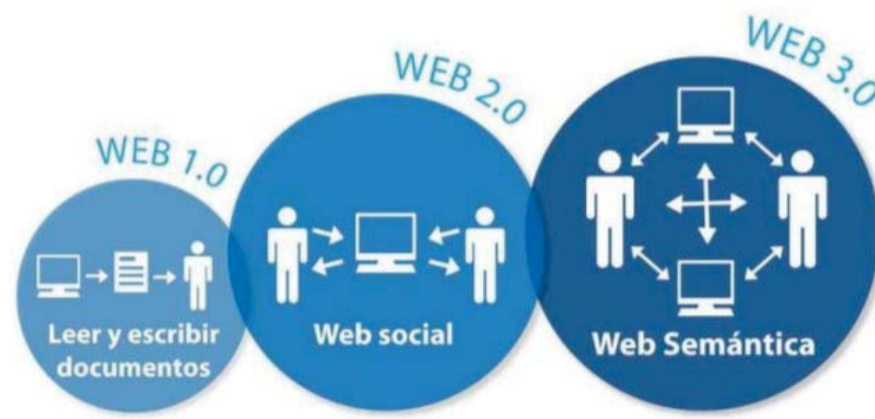 WEB 1.0
Leer y escribir
documentos
WEB 2.0
Web social
WEB 3.0
Web Semántica